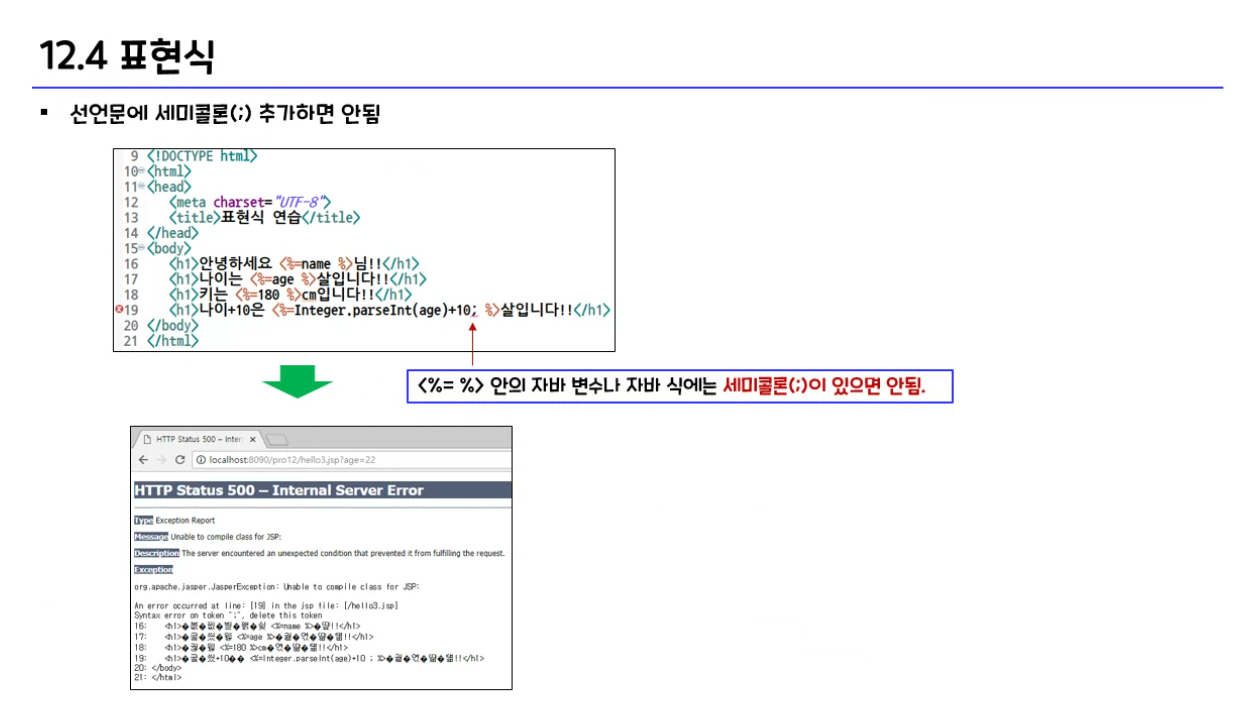 12.4 표현식
▪ 선언문에 세미콜론(;) 추가하면 안됨
9 <!DOCTYPE html>
10 <html>
11 <head>
12 <meta charset="UTF-8">
13 <title>표현식 연습</title>
14 </head>
15 <body>
16 <h1>안녕하세요 <%=name %>님!!</h1>
17 <h1>나이는 <%=age %>살입니다!!</h1>
18 <h1>키는 <%=180 %>cm입니다!!</h1>
19 <h1>나이+10은 <%=Integer.parseInt(age)+10; %>살입니다!!</h1>
20 </body>
21 </html>
<%= %> 안의 자바 변수나 자바 식에는 세미콜론(;)이 있으면 안됨.
HTTP Status 500 – Inter
localhost:8090/pro12/hello3.jsp?age=22
HTTP Status 500 – Internal Server Error
Type Exception Report
Message Unable to compile class for JSP:
Description The server encountered an unexpected condition that prevented it from fulfilling the request.
Exception
org.apache.jasper.JasperException: Unable to compile class for JSP:
An error occurred at line: [19] in the jsp file: [/hello3.jsp]
Syntax error on token ";", delete this token
16: <h1> <%=name %> !!</h1>
17: <h1> <%=age %> !!</h1>
18: <h1> <%=180 %>cm !!</h1>
19: <h1> +10 <%=Integer.parseInt(age)+10 ; %> !!</h1>
20: </body>
21: </html>